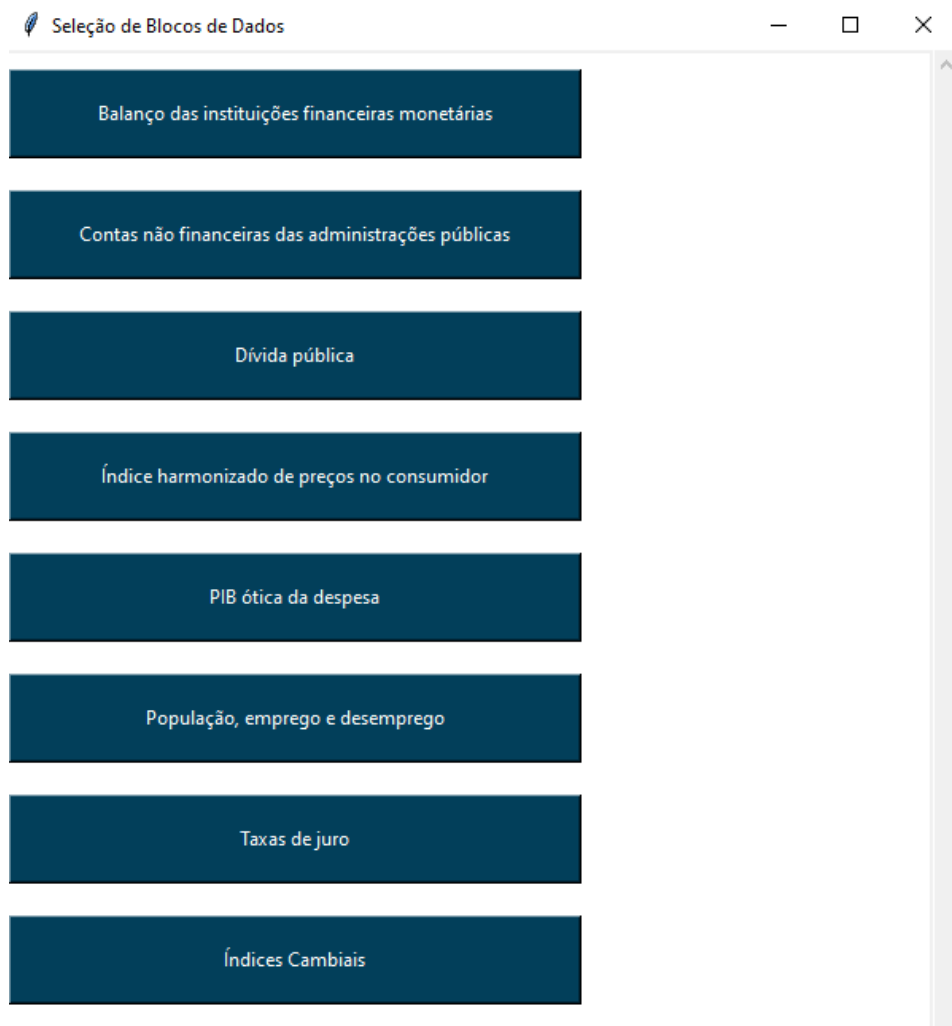 Seleção de Blocos de Dados
Balanço das instituições financeiras monetárias
Contas não financeiras das administrações públicas
Dívida pública
Índice harmonizado de preços no consumidor
PIB ótica da despesa
População, emprego e desemprego
Taxas de juro
Índices Cambiais